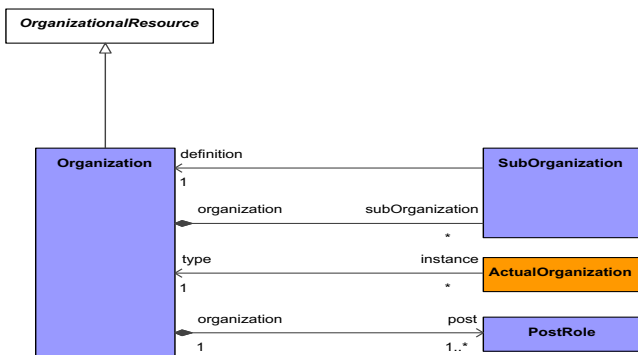 OrganizationalResource
definition
Organization
SubOrganization
1
organization
subOrganization
*
type
instance
ActualOrganization
1
*
organization
post
PostRole
1
1..*